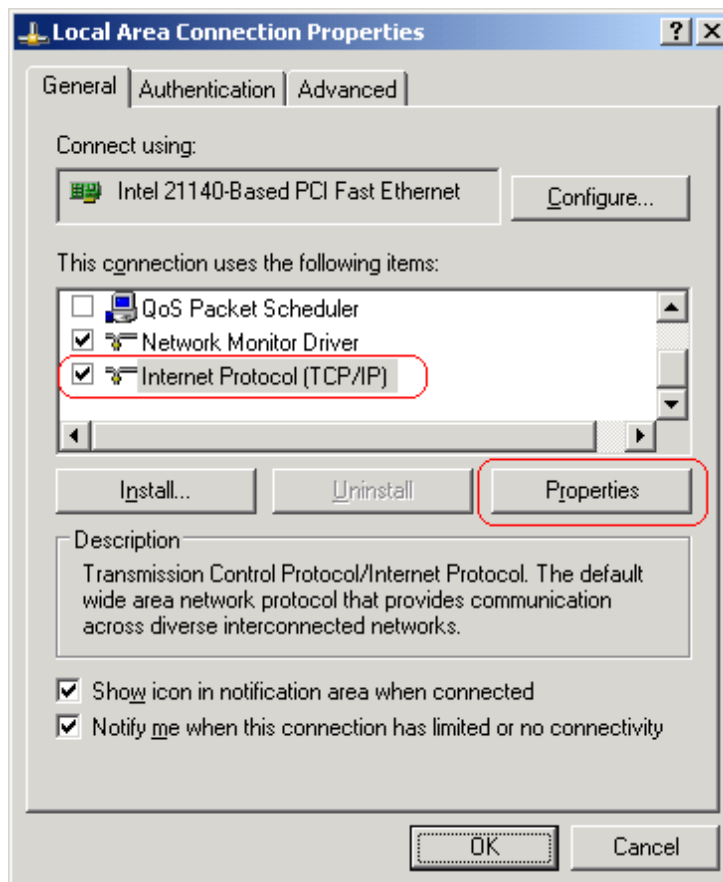 Local Area Connection Properties
General
Authentication
Advanced
Connect using:
Intel 21140-Based PCI Fast Ethernet
Configure...
This connection uses the following items:
QoS Packet Scheduler
Network Monitor Driver
Internet Protocol (TCP/IP)
Install...
Uninstall
Properties
Description
Transmission Control Protocol/Internet Protocol. The default
wide area network protocol that provides communication
across diverse interconnected networks.
Show icon in notification area when connected
Notify me when this connection has limited or no connectivity
OK
Cancel